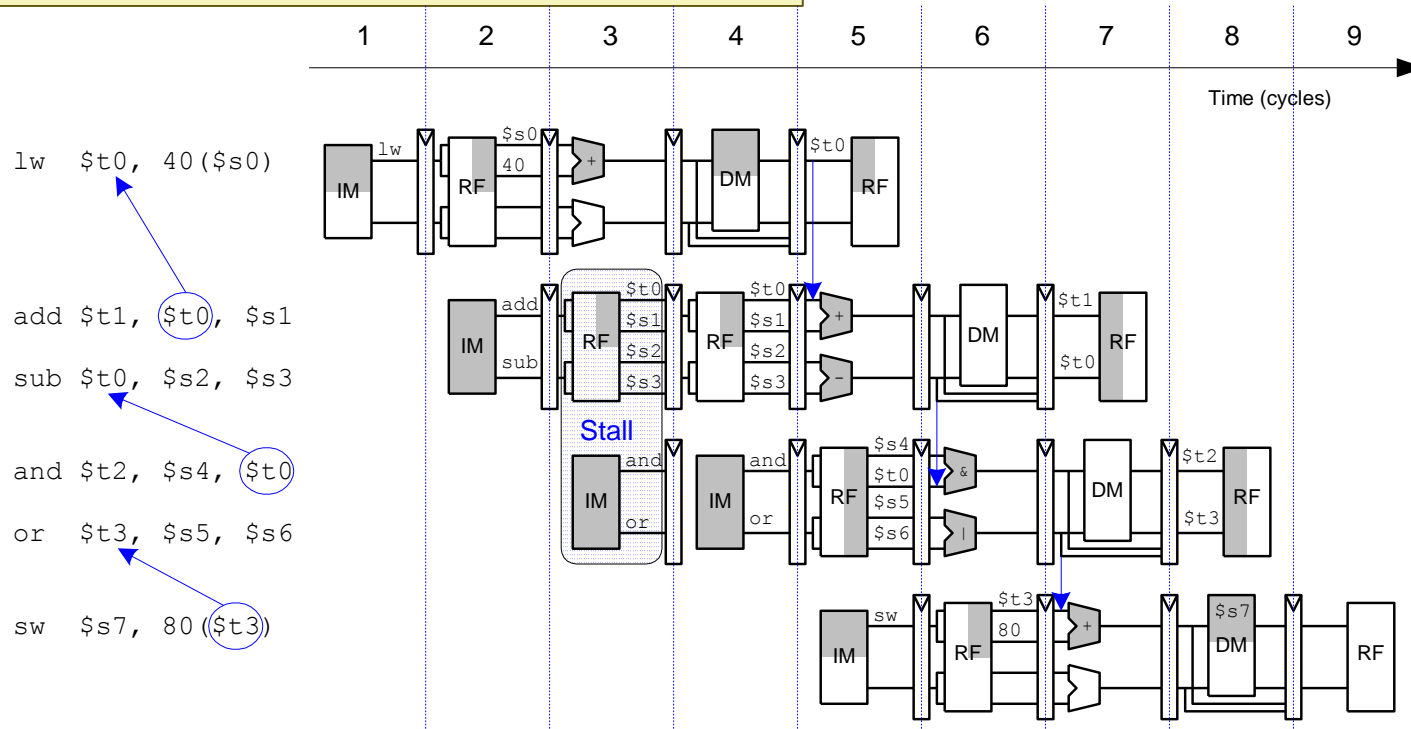 1 2 3 4 5 6 7 8 9
Time (cycles)
lw $t0, 40($s0)
IM lw RF $s0 40 + DM $t0 RF
add $t1, $t0, $s1
sub $t0, $s2, $s3
IM add sub RF $t0 $s1 $s2 $s3 RF $t0 $s1 $s2 $s3 + - DM $t1 $t0 RF
Stall
and $t2, $s4, $t0
or $t3, $s5, $s6
IM and or IM and or RF $s4 $t0 $s5 $s6 & | DM $t2 $t3 RF
sw $s7, 80($t3)
IM sw RF $t3 80 + $s7 DM RF